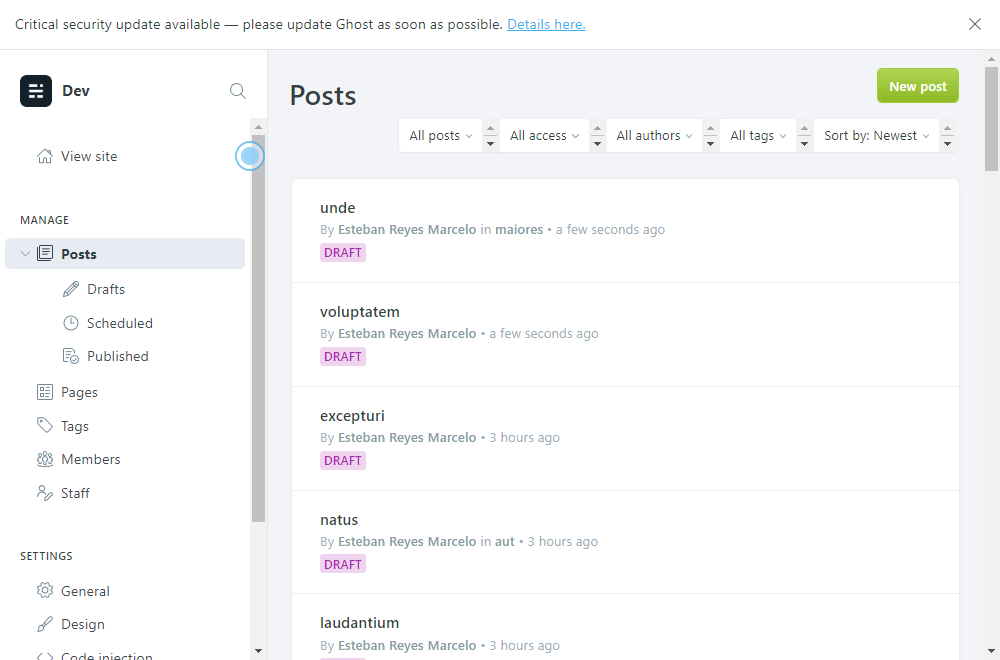 Critical security update available — please update Ghost as soon as possible. Details here.
Dev
View site
MANAGE
Posts
Drafts
Scheduled
Published
Pages
Tags
Members
Staff
SETTINGS
General
Design
Code injection
Posts
New post
All posts
All access
All authors
All tags
Sort by: Newest
unde
By Esteban Reyes Marcelo in maiores • a few seconds ago
DRAFT
voluptatem
By Esteban Reyes Marcelo • a few seconds ago
DRAFT
excepturi
By Esteban Reyes Marcelo • 3 hours ago
DRAFT
natus
By Esteban Reyes Marcelo in aut • 3 hours ago
DRAFT
laudantium
By Esteban Reyes Marcelo • 3 hours ago